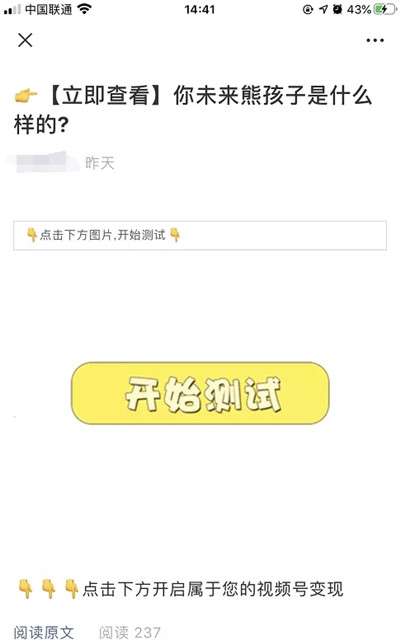 中国联通 14:41 43%
👉【立即查看】你未来熊孩子是什么
样的?
昨天
👇点击下方图片,开始测试👇
开始测试
👇👇👇点击下方开启属于您的视频号变现
阅读原文 阅读 237